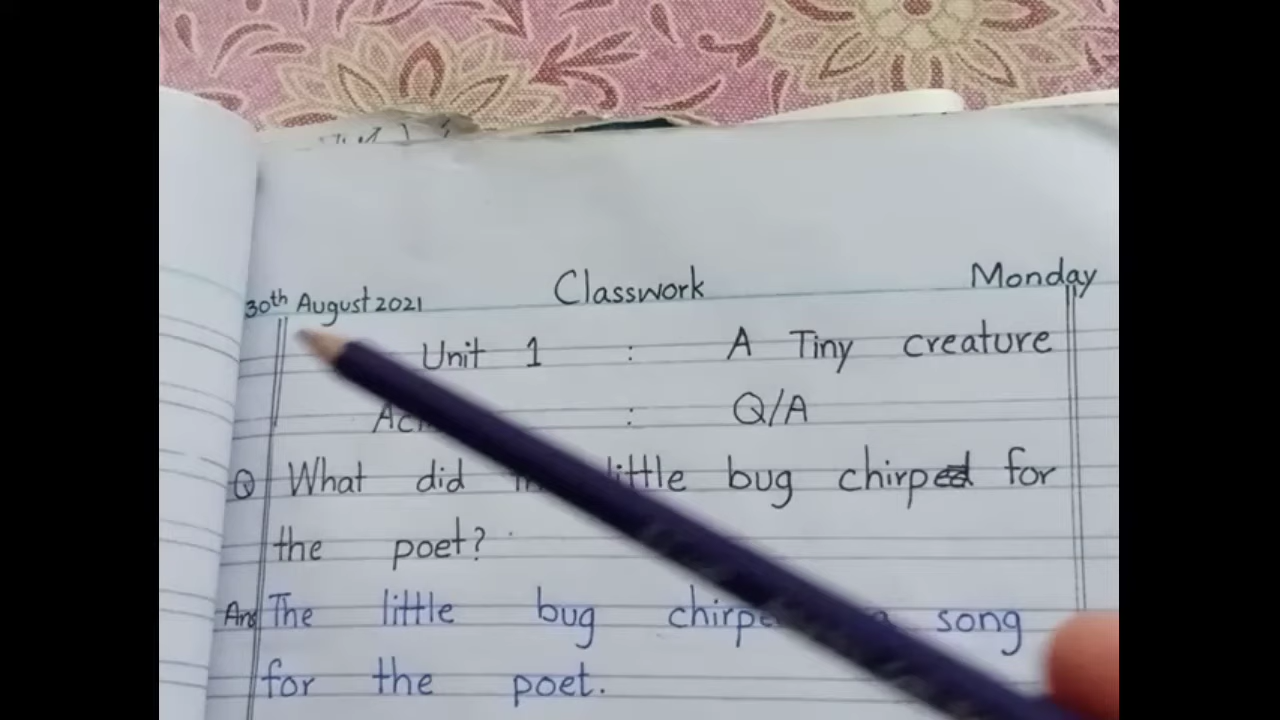 30th August 2021 Classwork Monday
Unit 1 : A Tiny creature
: Q/A
Q What did little bug chirp for
the poet?
Ans The little bug song
for the poet.